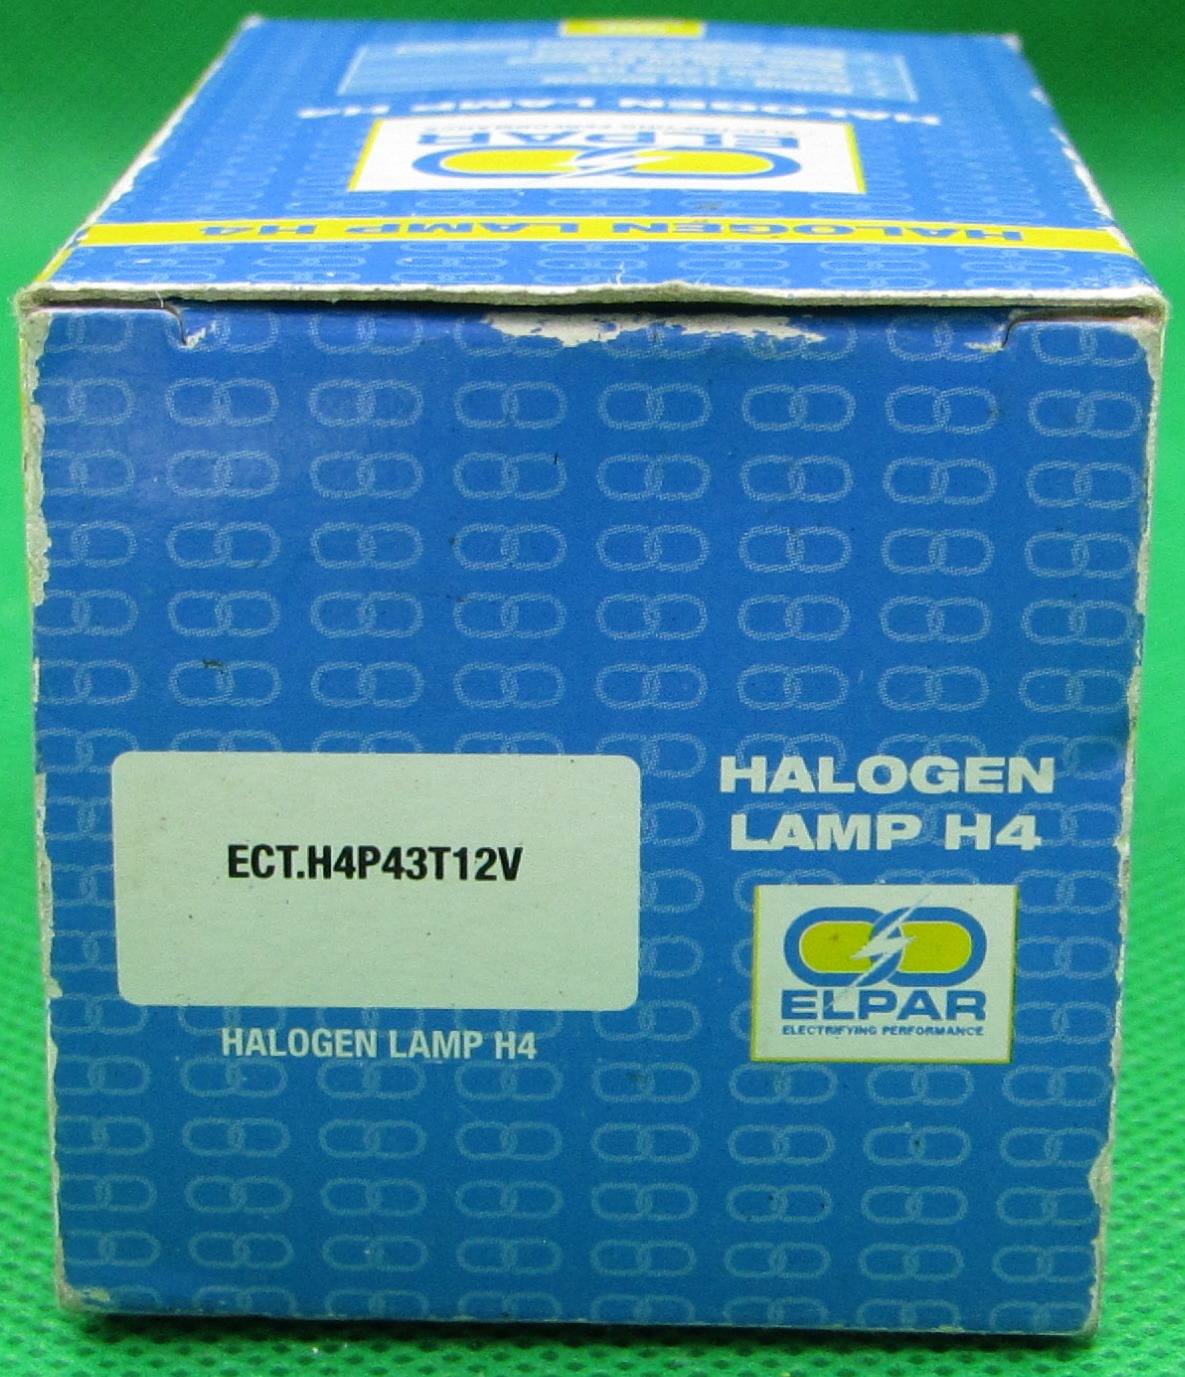 HALOGEN LAMP H4
ELPAR
HALOGEN LAMP H4
ECT.H4P43T12V
HALOGEN LAMP H4
HALOGEN
LAMP H4
ELPAR
ELECTRIFYING PERFORMANCE